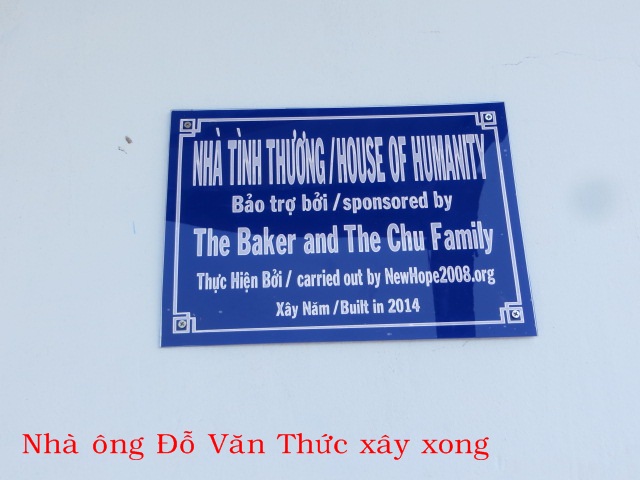 NHÀ TÌNH THƯƠNG / HOUSE OF HUMANITY
Bảo trợ bởi / sponsored by
The Baker and The Chu Family
Thực Hiện Bởi / carried out by NewHope2008.org
Xây Năm / Built in 2014
Nhà ông Đỗ Văn Thức xây xong